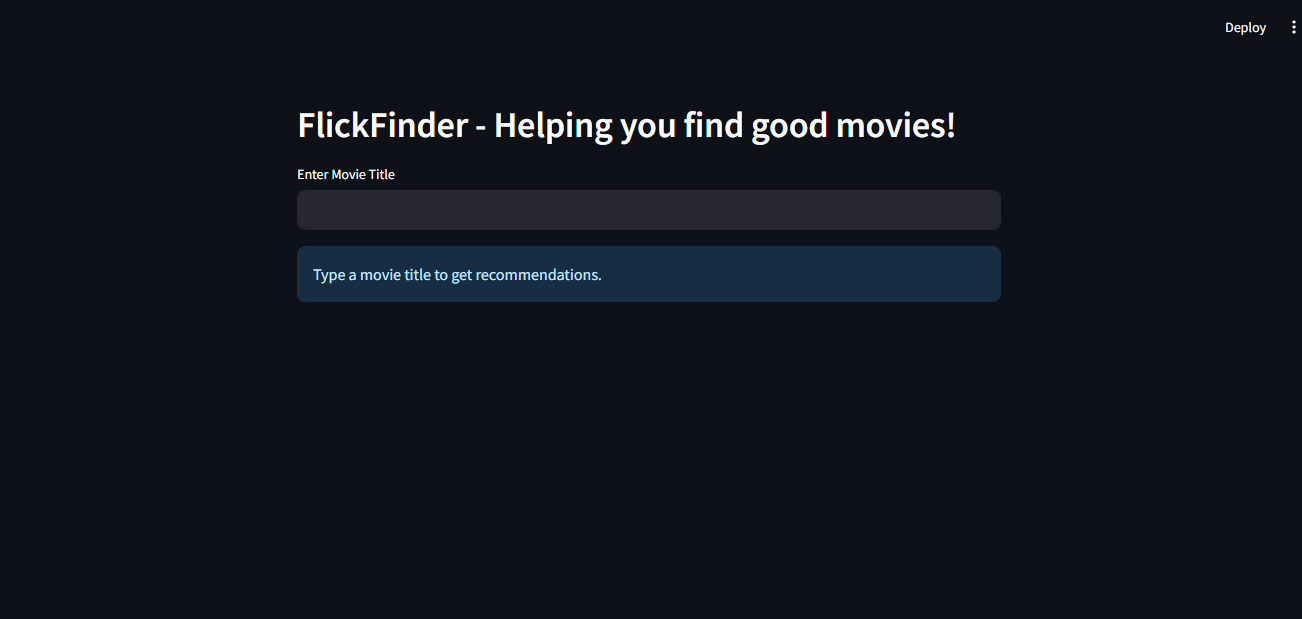 Deploy
FlickFinder - Helping you find good movies!
Enter Movie Title
Type a movie title to get recommendations.